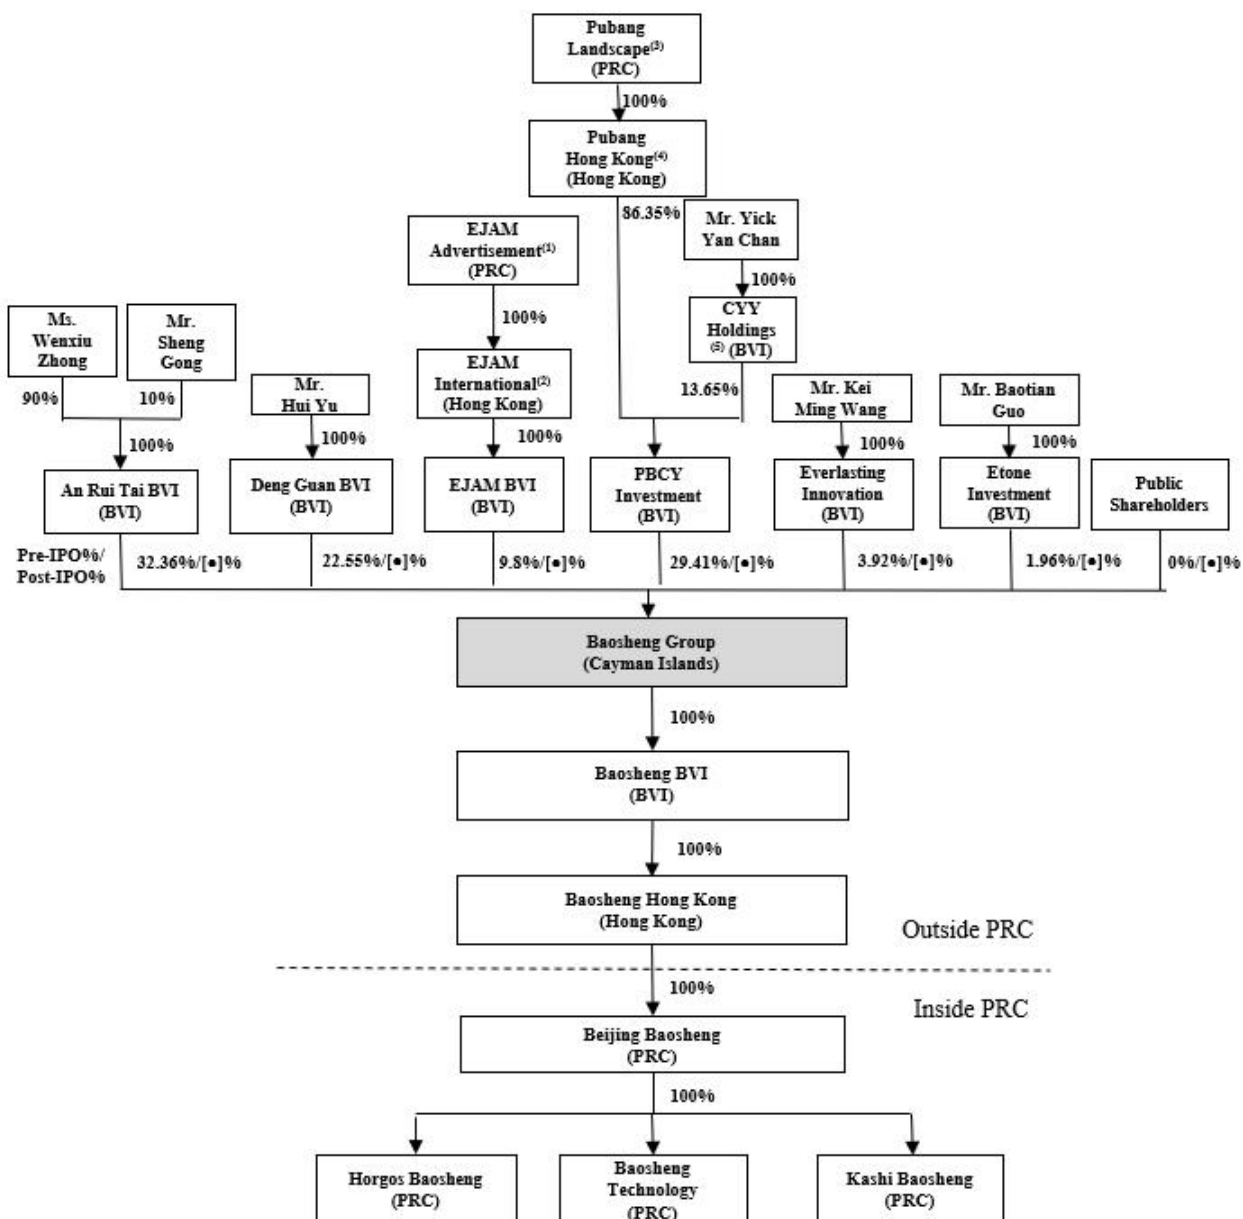 Pubang
Landscape(3)
(PRC)
100%
Pubang
Hong Kong(4)
(Hong Kong)
86.35%
Mr. Yick
Yan Chan
EJAM
Advertisement(1)
(PRC)
100%
CYY
Holdings
(5) (BVI)
100%
Ms.
Wenxiu
Zhong
Mr.
Sheng
Gong
EJAM
International(2)
(Hong Kong)
13.65%
90%
10%
Mr.
Hui Yu
Mr. Kei
Ming Wang
Mr. Baotian
Guo
100%
100%
100%
100%
100%
An Rui Tai BVI
(BVI)
Deng Guan BVI
(BVI)
EJAM BVI
(BVI)
PBCY
Investment
(BVI)
Everlasting
Innovation
(BVI)
Etone
Investment
(BVI)
Public
Shareholders
Pre-IPO%/
Post-IPO%
32.36%/[●]%
22.55%/[●]%
9.8%/[●]%
29.41%/[●]%
3.92%/[●]%
1.96%/[●]%
0%/[●]%
Baosheng Group
(Cayman Islands)
100%
Baosheng BVI
(BVI)
100%
Baosheng Hong Kong
(Hong Kong)
Outside PRC
100%
Inside PRC
Beijing Baosheng
(PRC)
100%
Horgos Baosheng
(PRC)
Baosheng
Technology
(PRC)
Kashi Baosheng
(PRC)